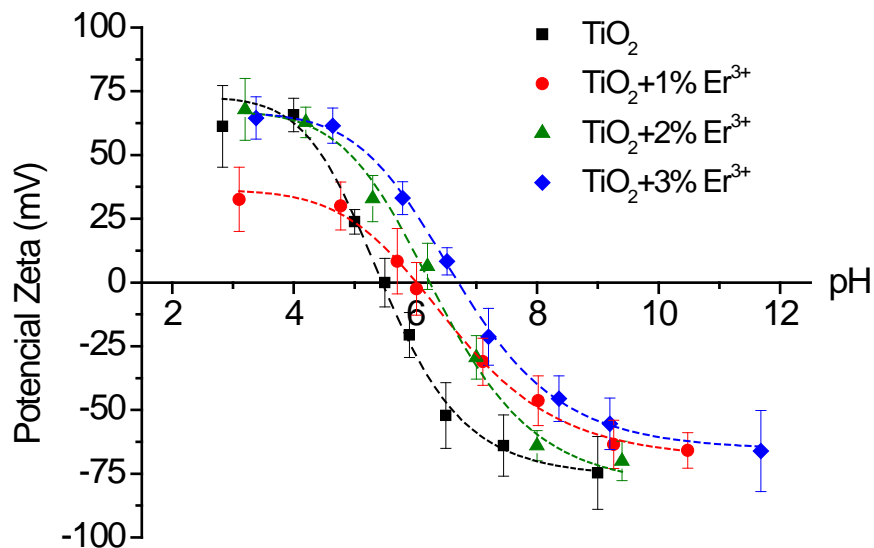 TiO₂
TiO₂+1% Er³⁺
TiO₂+2% Er³⁺
TiO₂+3% Er³⁺
Potencial Zeta (mV)
100
75
50
25
0
-25
-50
-75
-100
2 4 6 8 10 12
pH